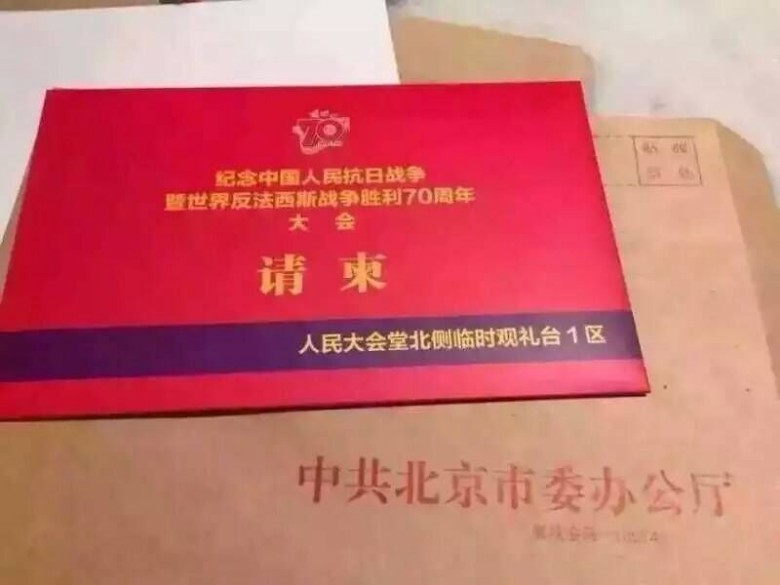 70
纪念中国人民抗日战争
暨世界反法西斯战争胜利70周年
大会
请柬
人民大会堂北侧临时观礼台1区
中共北京市委办公厅